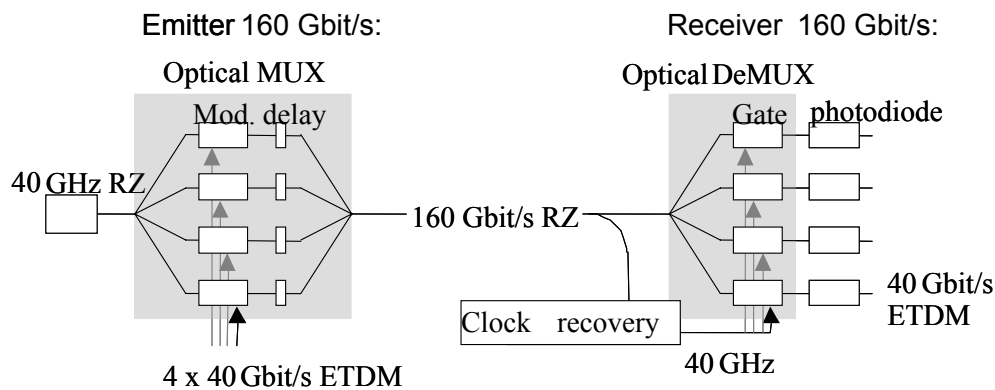 Emitter 160 Gbit/s:
Receiver 160 Gbit/s:
Optical MUX
Optical DeMUX
Mod. delay
Gate
photodiode
40 GHz RZ
160 Gbit/s RZ
40 Gbit/s
ETDM
Clock recovery
40 GHz
4 x 40 Gbit/s ETDM